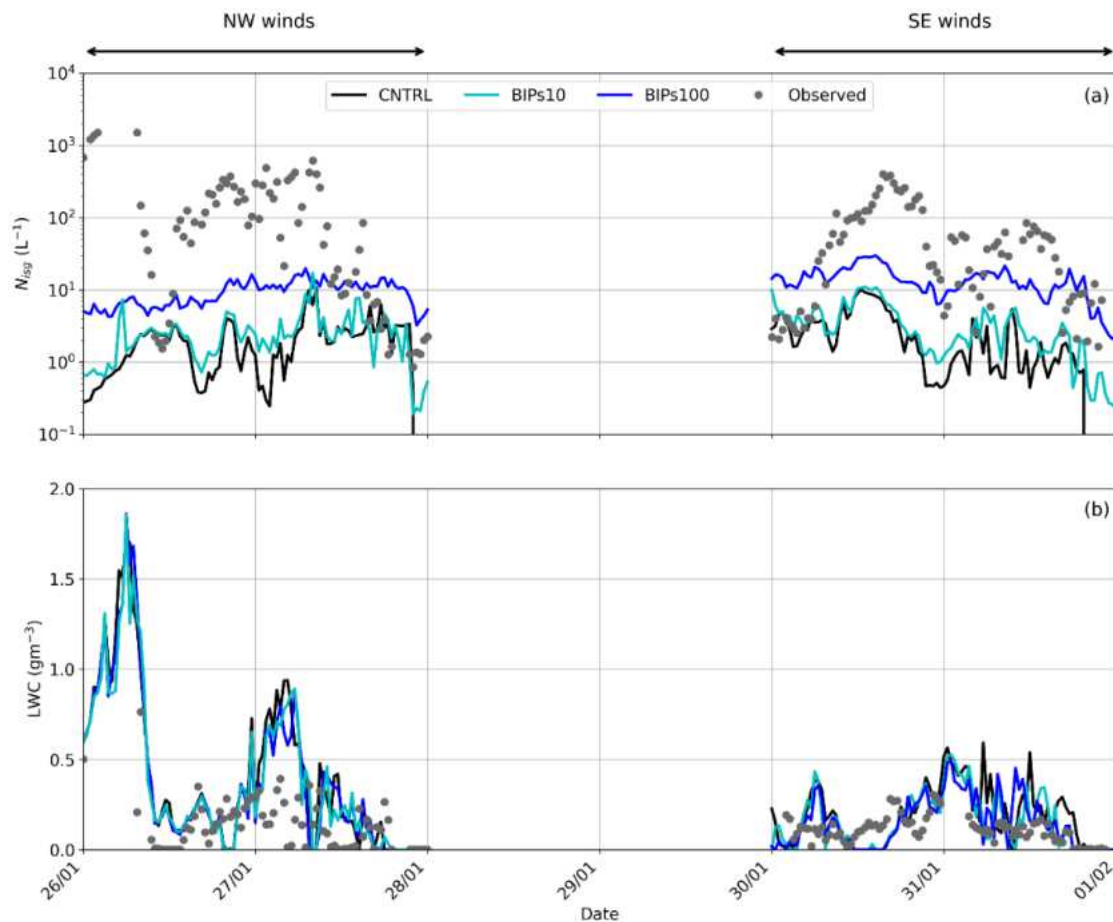 NW winds SE winds
10⁴
CNTRL BIPs10 BIPs100 Observed (a)
10³
10²
10¹
10⁰
10⁻¹
N_isg (L⁻¹)
2.0 (b)
1.5
1.0
0.5
0.0
LWC (gm⁻³)
26/01 27/01 28/01 29/01 30/01 31/01 01/02
Date